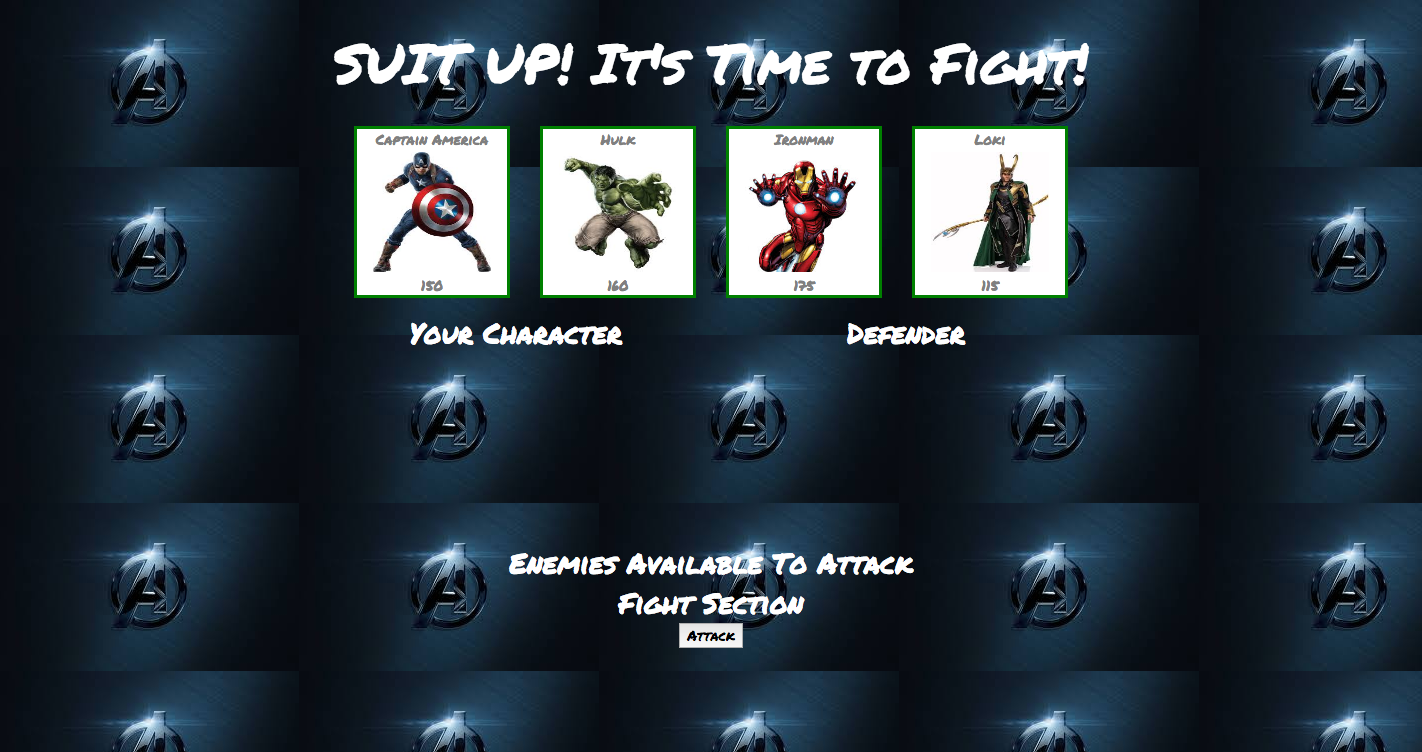 SUIT UP! It's Time to Fight!
Captain America
Hulk
Ironman
Loki
150
160
175
115
Your Character
Defender
Enemies Available To Attack
Fight Section
Attack